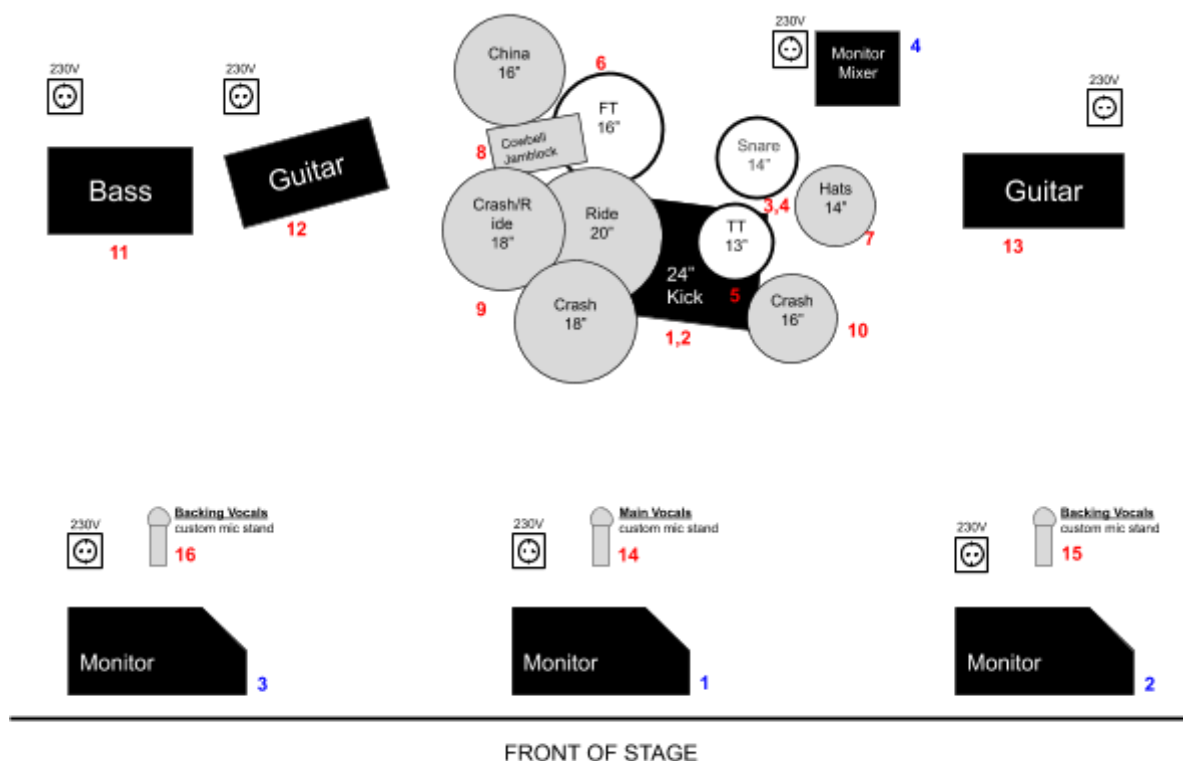 230V
4
Monitor
Mixer
China
16"
6
230V
230V
230V
FT
16"
Cowbell
Jamblock
8
Snare
14"
Bass
Guitar
Guitar
Hats
14"
3,4
7
Crash/R
ide
18"
Ride
20"
TT
13"
11
12
13
24"
Kick
5
9
Crash
18"
1,2
Crash
16"
10
Backing Vocals
custom mic stand
230V
16
Main Vocals
custom mic stand
230V
14
Backing Vocals
custom mic stand
230V
15
Monitor
3
Monitor
1
Monitor
2
FRONT OF STAGE